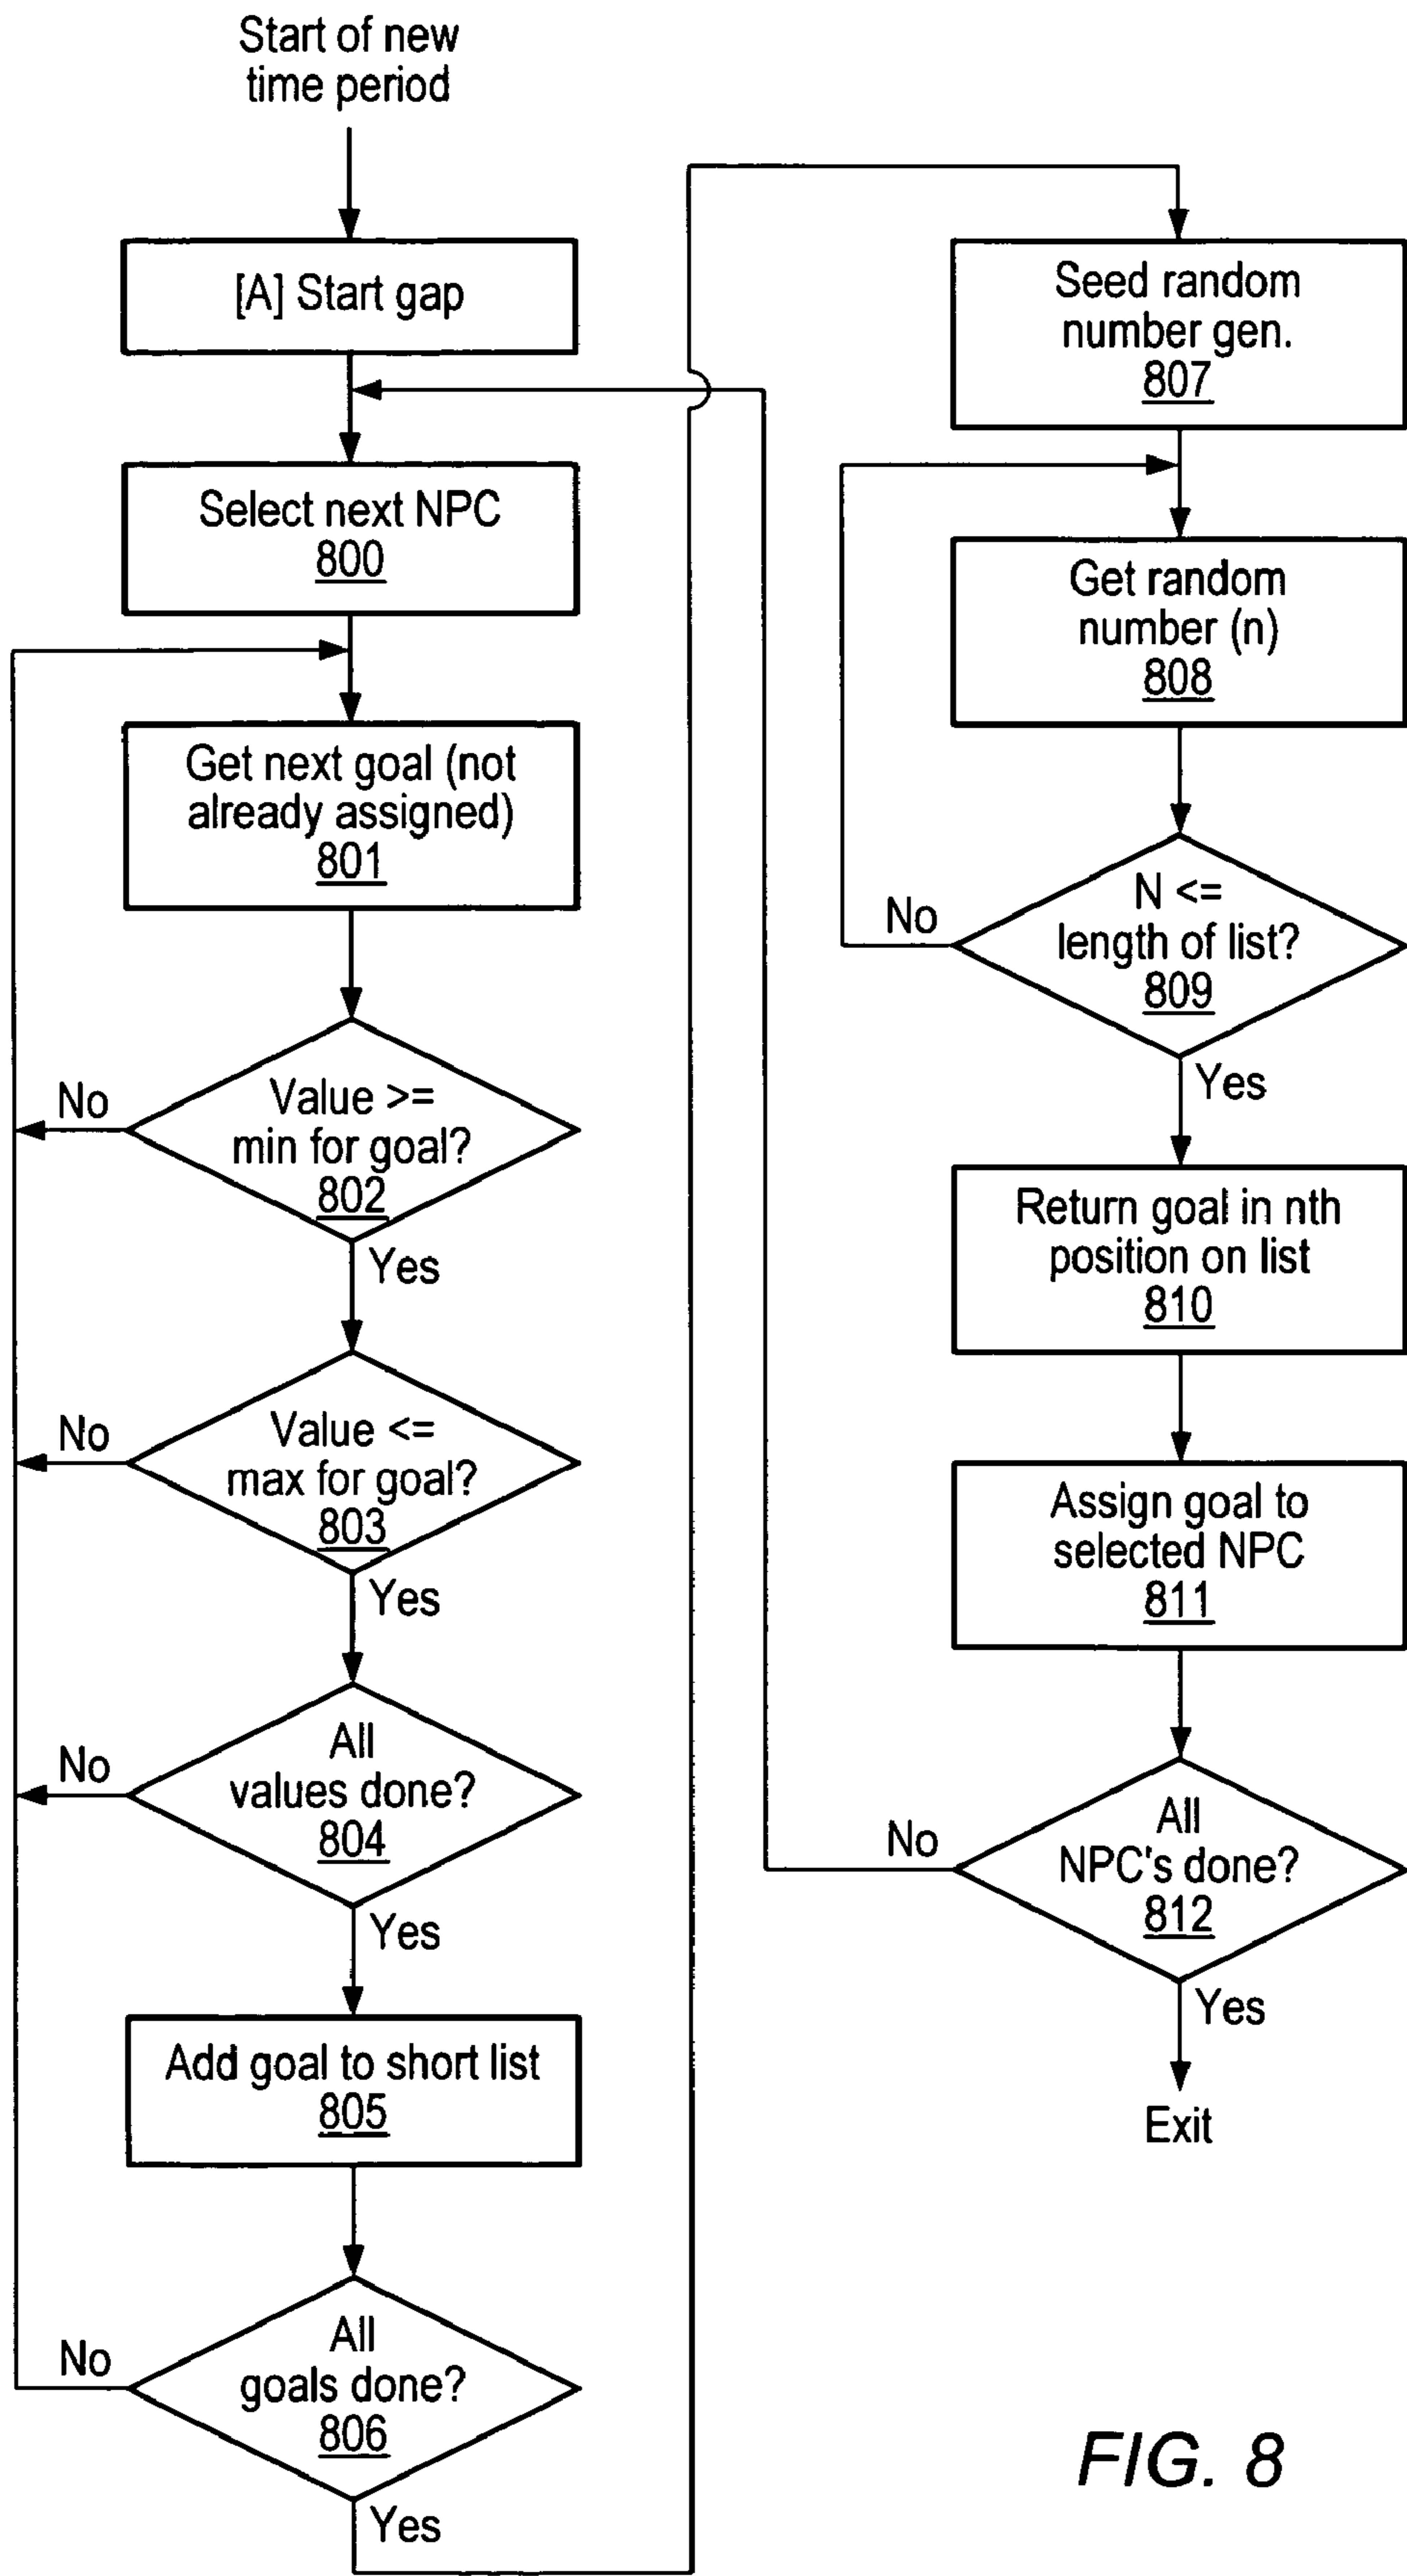 Start of new
time period
[A] Start gap
Select next NPC
800
Get next goal (not
already assigned)
801
Value >=
min for goal?
802
No
Yes
Value <=
max for goal?
803
No
Yes
All
values done?
804
No
Yes
Add goal to short list
805
All
goals done?
806
No
Yes
Seed random
number gen.
807
Get random
number (n)
808
N <=
length of list?
809
No
Yes
Return goal in nth
position on list
810
Assign goal to
selected NPC
811
All
NPC's done?
812
No
Yes
Exit
FIG. 8